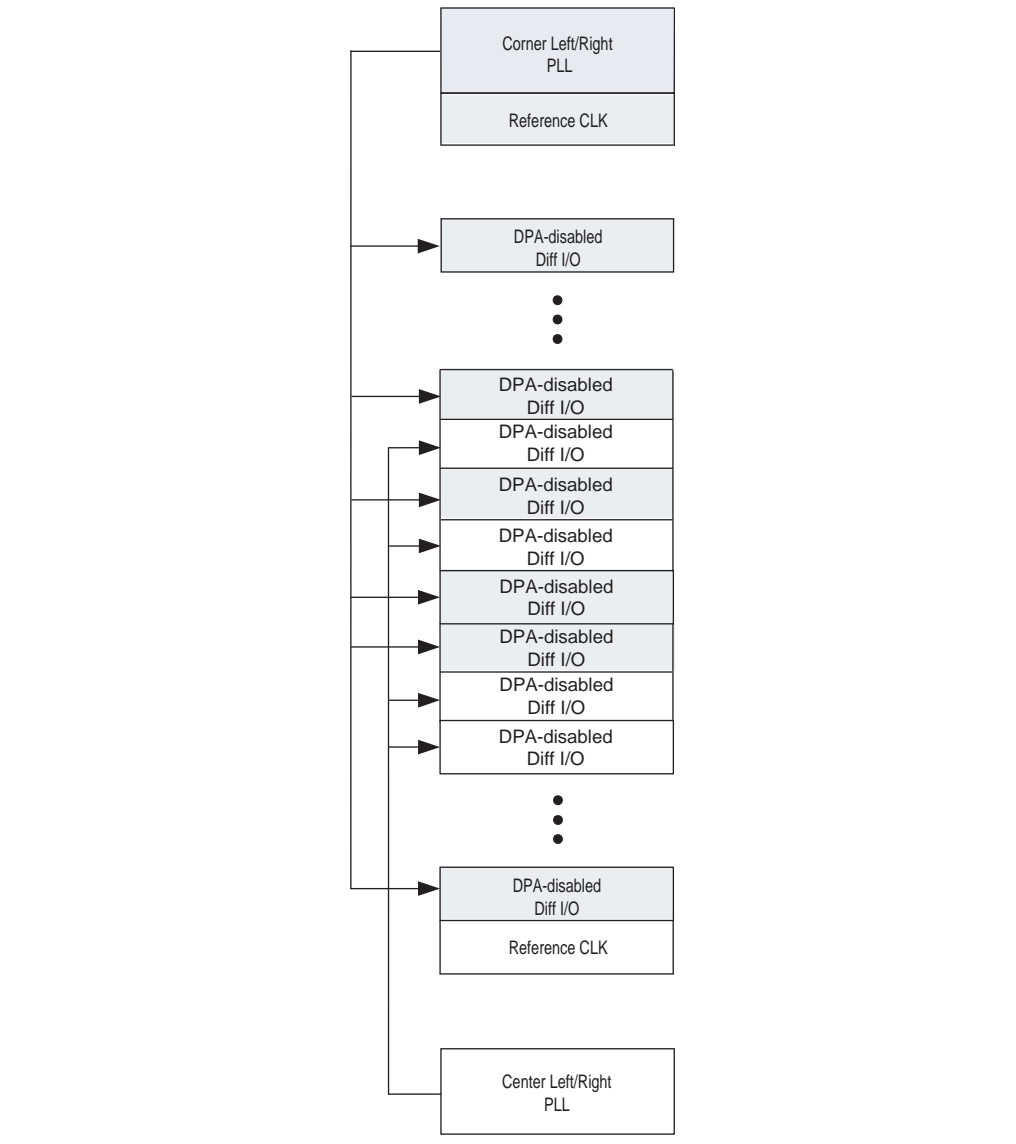 Corner Left/Right
PLL
Reference CLK
DPA-disabled
Diff I/O
DPA-disabled
Diff I/O
DPA-disabled
Diff I/O
DPA-disabled
Diff I/O
DPA-disabled
Diff I/O
DPA-disabled
Diff I/O
DPA-disabled
Diff I/O
DPA-disabled
Diff I/O
DPA-disabled
Diff I/O
DPA-disabled
Diff I/O
Reference CLK
Center Left/Right
PLL